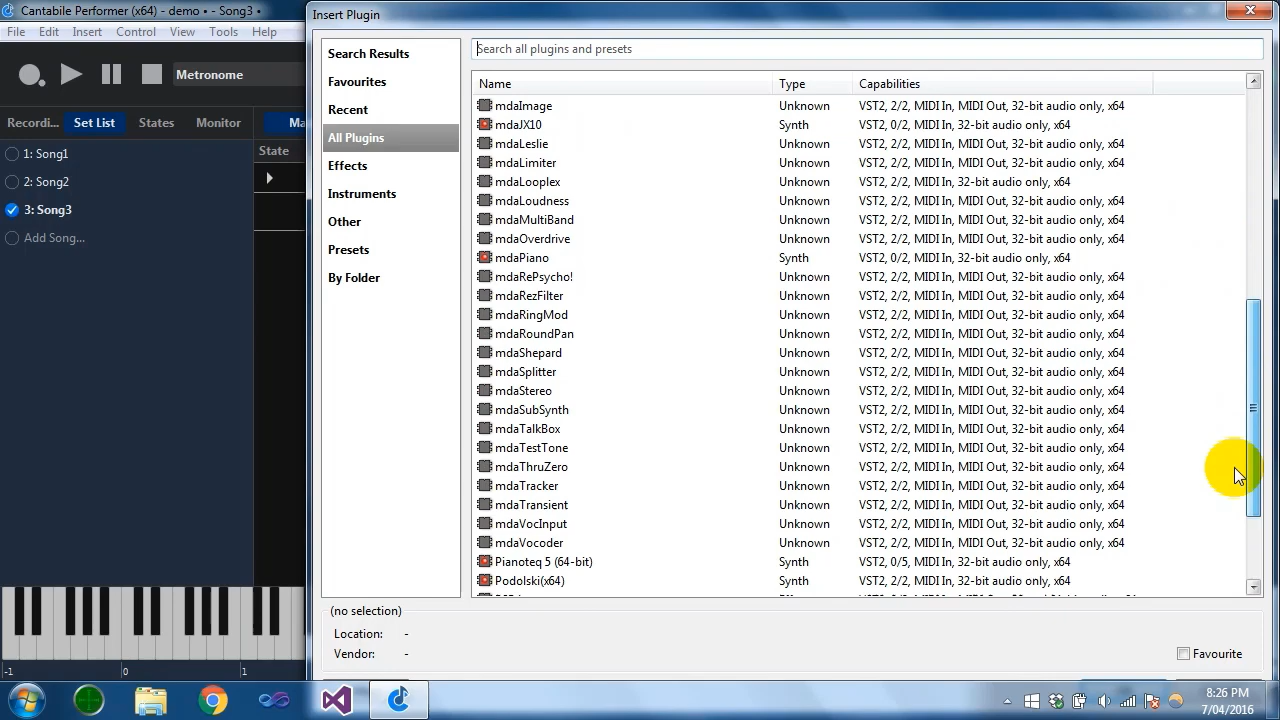 Cantabile Performer (x64) - demo • - Song3 •
File Edit Insert Control View Tools Help
Metronome
Recordi... Set List States Monitor Ma
State
1: Song1
2: Song2
3: Song3
Add Song...
-1 0 1
Insert Plugin
Search Results
Favourites
Recent
All Plugins
Effects
Instruments
Other
Presets
By Folder
Search all plugins and presets
Name Type Capabilities
mdaImage Unknown VST2, 2/2, MIDI In, MIDI Out, 32-bit audio only, x64
mdaJX10 Synth VST2, 0/2, MIDI In, 32-bit audio only, x64
mdaLeslie Unknown VST2, 2/2, MIDI In, MIDI Out, 32-bit audio only, x64
mdaLimiter Unknown VST2, 2/2, MIDI In, MIDI Out, 32-bit audio only, x64
mdaLooplex Unknown VST2, 2/2, MIDI In, 32-bit audio only, x64
mdaLoudness Unknown VST2, 2/2, MIDI In, MIDI Out, 32-bit audio only, x64
mdaMultiBand Unknown VST2, 2/2, MIDI In, MIDI Out, 32-bit audio only, x64
mdaOverdrive Unknown VST2, 2/2, MIDI In, MIDI Out, 32-bit audio only, x64
mdaPiano Synth VST2, 0/2, MIDI In, 32-bit audio only, x64
mdaRePsycho! Unknown VST2, 2/2, MIDI In, MIDI Out, 32-bit audio only, x64
mdaRezFilter Unknown VST2, 2/2, MIDI In, MIDI Out, 32-bit audio only, x64
mdaRingMod Unknown VST2, 2/2, MIDI In, MIDI Out, 32-bit audio only, x64
mdaRoundPan Unknown VST2, 2/2, MIDI In, MIDI Out, 32-bit audio only, x64
mdaShepard Unknown VST2, 2/2, MIDI In, MIDI Out, 32-bit audio only, x64
mdaSplitter Unknown VST2, 2/2, MIDI In, MIDI Out, 32-bit audio only, x64
mdaStereo Unknown VST2, 2/2, MIDI In, MIDI Out, 32-bit audio only, x64
mdaSubSynth Unknown VST2, 2/2, MIDI In, MIDI Out, 32-bit audio only, x64
mdaTalkBox Unknown VST2, 2/2, MIDI In, MIDI Out, 32-bit audio only, x64
mdaTestTone Unknown VST2, 2/2, MIDI In, MIDI Out, 32-bit audio only, x64
mdaThruZero Unknown VST2, 2/2, MIDI In, MIDI Out, 32-bit audio only, x64
mdaTracker Unknown VST2, 2/2, MIDI In, MIDI Out, 32-bit audio only, x64
mdaTransient Unknown VST2, 2/2, MIDI In, MIDI Out, 32-bit audio only, x64
mdaVocInput Unknown VST2, 2/2, MIDI In, MIDI Out, 32-bit audio only, x64
mdaVocoder Unknown VST2, 2/2, MIDI In, MIDI Out, 32-bit audio only, x64
Pianoteq 5 (64-bit) Synth VST2, 0/5, MIDI In, 32-bit audio only, x64
Podolski(x64) Synth VST2, 2/2, MIDI In, 32-bit audio only, x64
(no selection)
Location: -
Vendor: -
Favourite
8:26 PM
7/04/2016